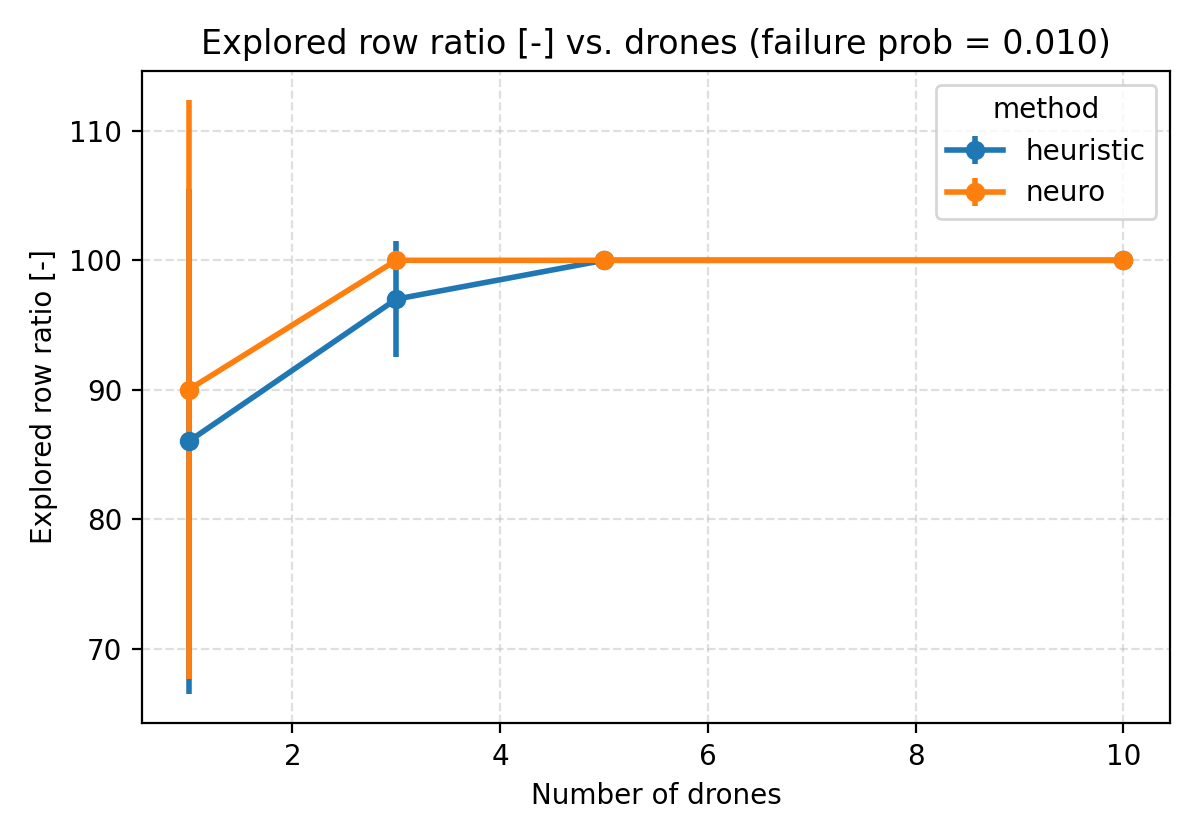 Explored row ratio [-] vs. drones (failure prob = 0.010)
method
heuristic
neuro
110
100
90
80
70
Explored row ratio [-]
2
4
6
8
10
Number of drones